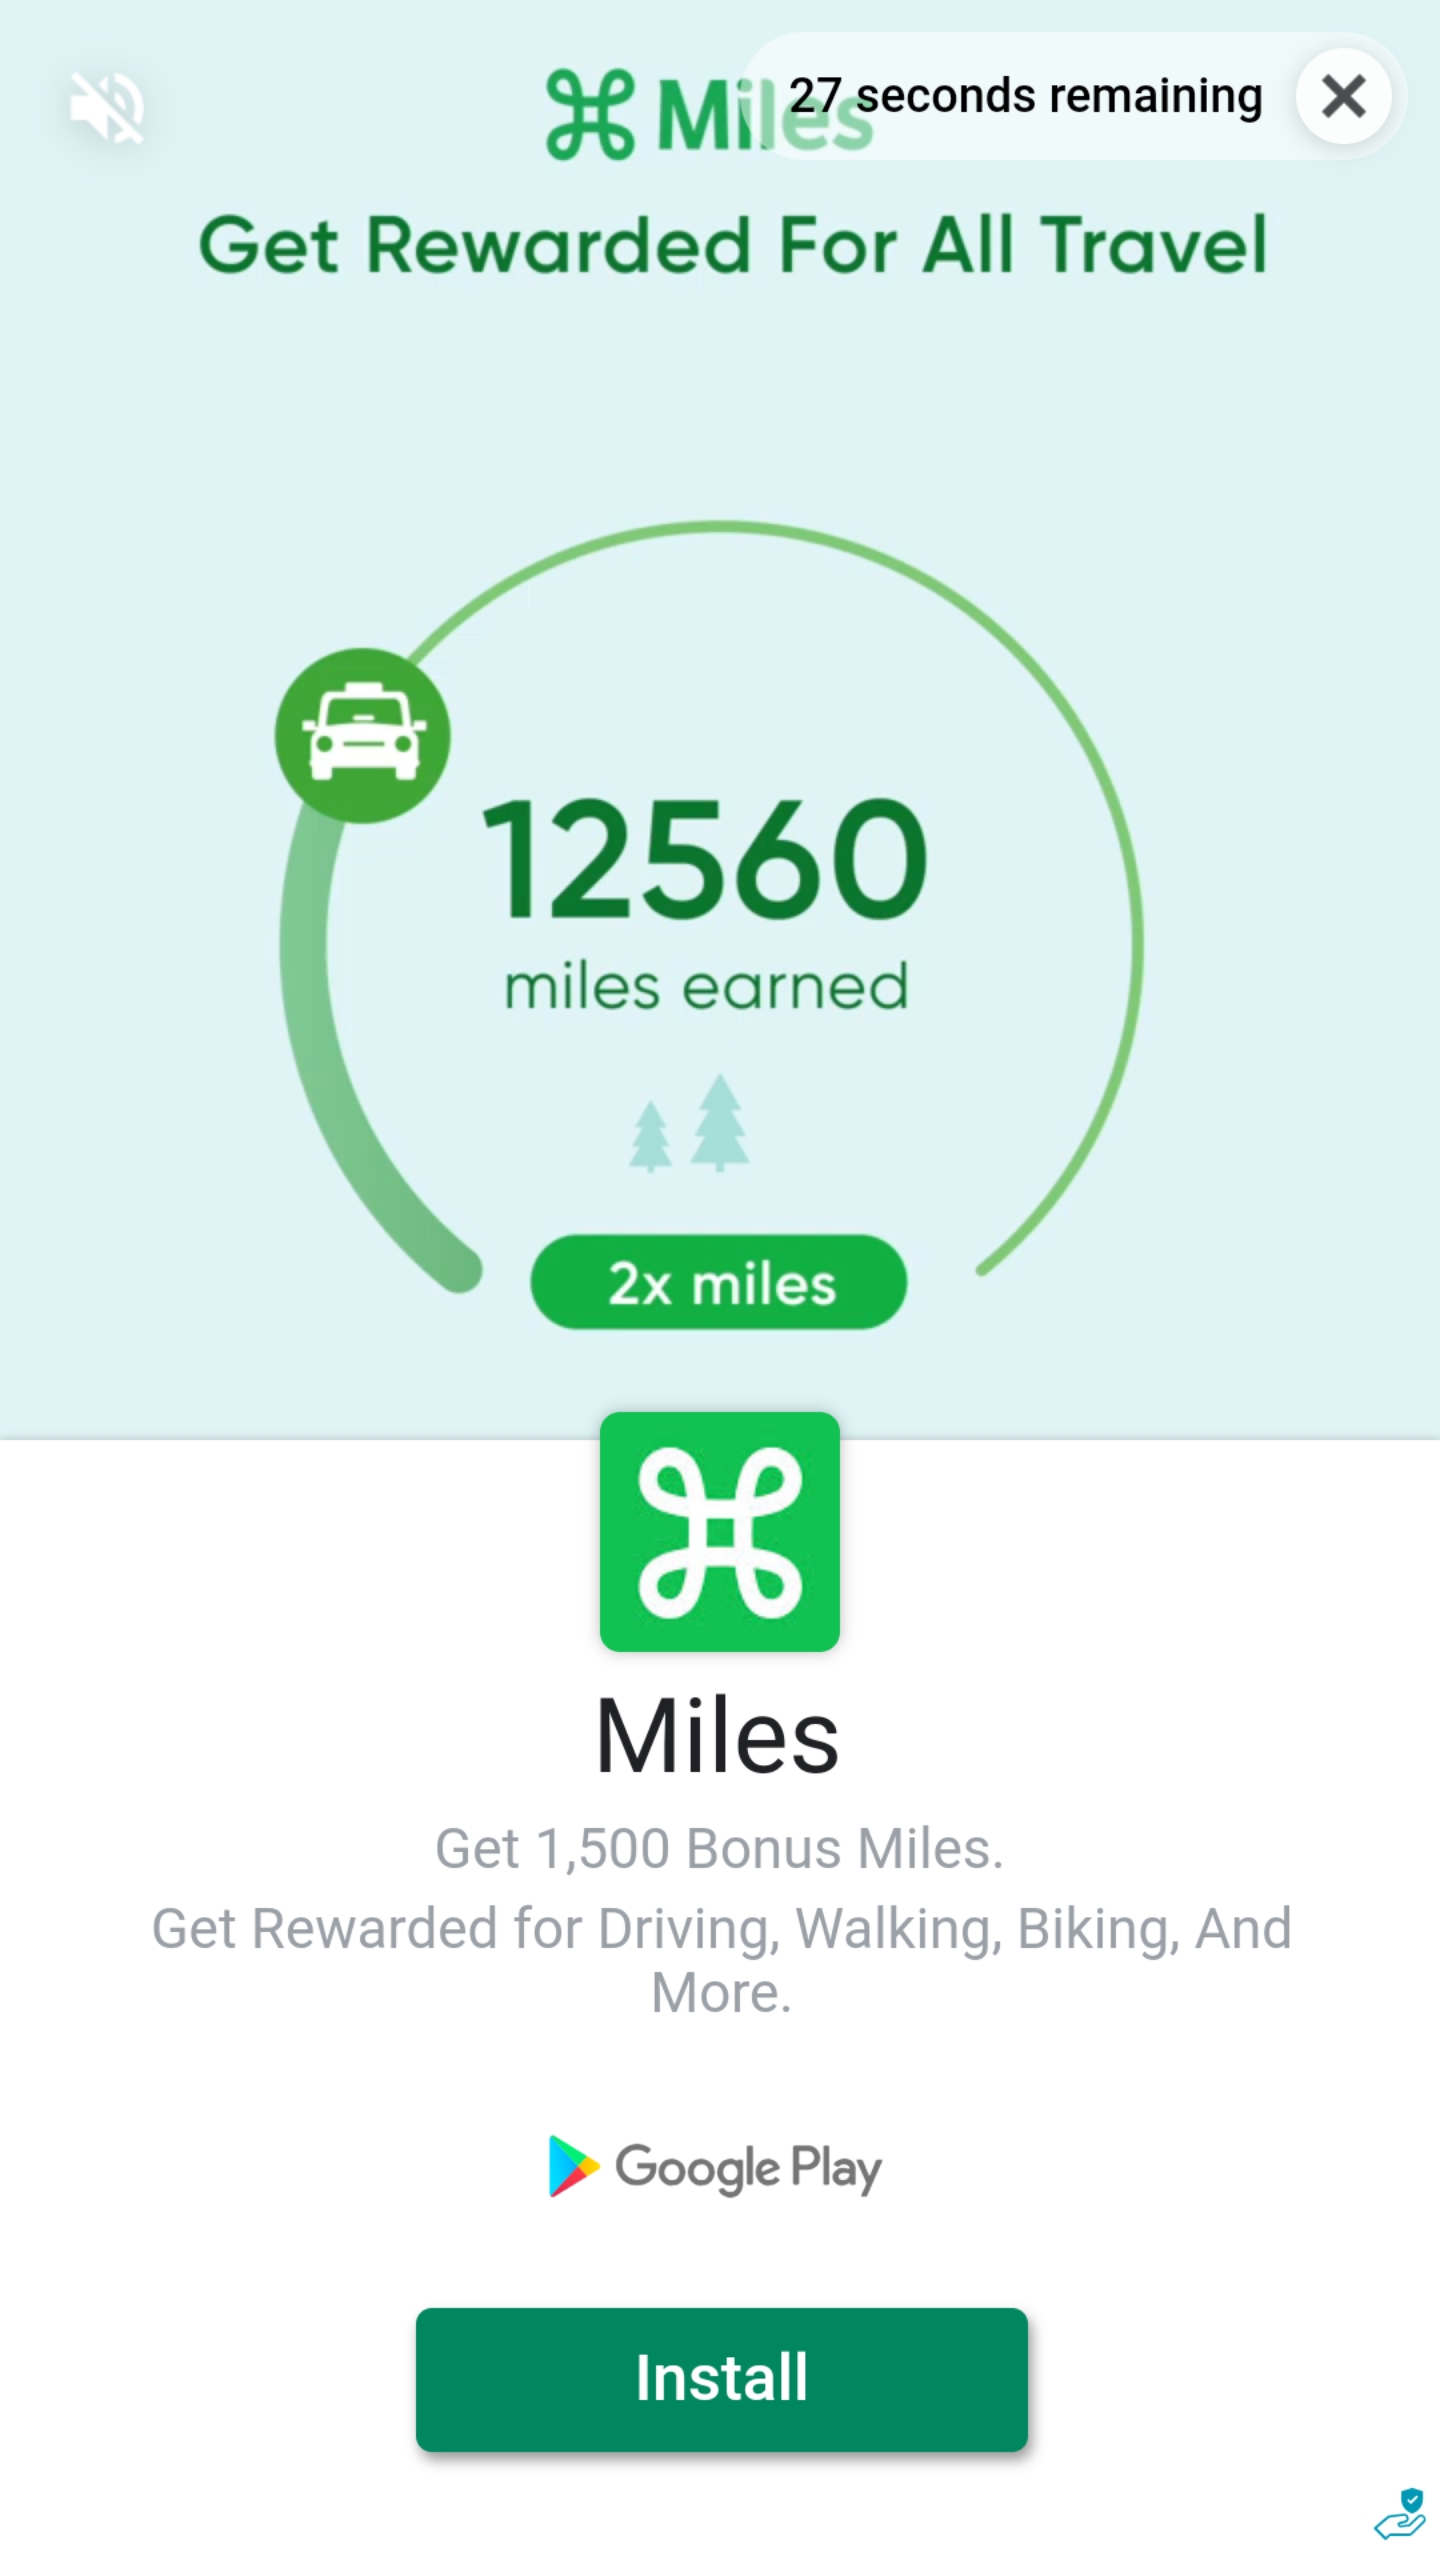 Miles
27 seconds remaining
Get Rewarded For All Travel
12560
miles earned
2x miles
Miles
Get 1,500 Bonus Miles.
Get Rewarded for Driving, Walking, Biking, And
More.
Google Play
Install